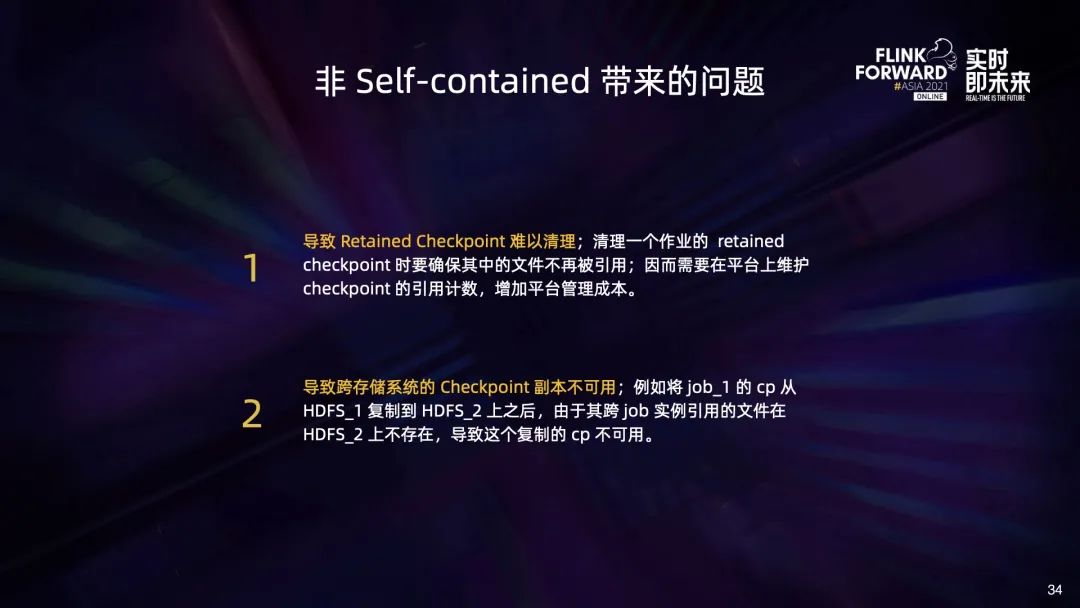 非 Self-contained 带来的问题
FLINK
FORWARD
#ASIA 2021
ONLINE
实时
即未来
REAL-TIME IS THE FUTURE
1
导致 Retained Checkpoint 难以清理；清理一个作业的 retained
checkpoint 时要确保其中的文件不再被引用；因而需要在平台上维护
checkpoint 的引用计数，增加平台管理成本。
2
导致跨存储系统的 Checkpoint 副本不可用；例如将 job_1 的 cp 从
HDFS_1 复制到 HDFS_2 上之后，由于其跨 job 实例引用的文件在
HDFS_2 上不存在，导致这个复制的 cp 不可用。
34